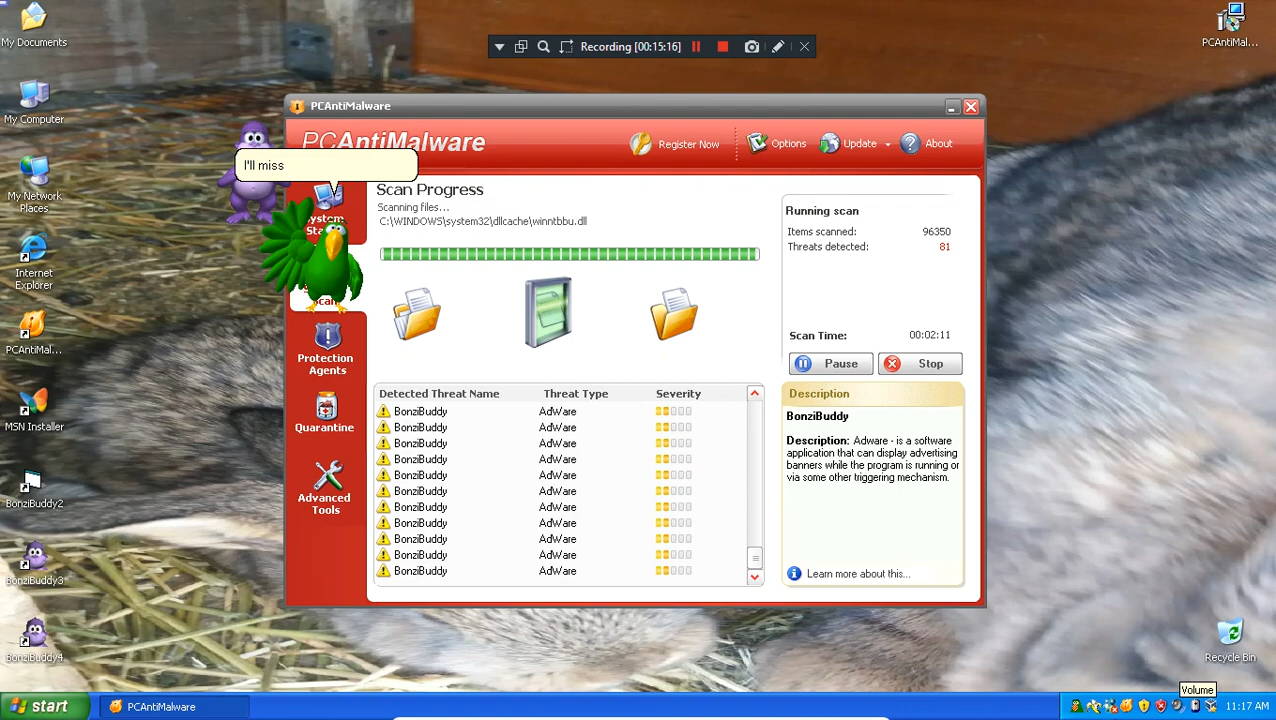 My Documents
My Computer
My Network
Places
Internet
Explorer
PCAntiMal...
MSN Installer
BonziBuddy2
BonziBuddy3
BonziBuddy4
Recording [00:15:16]
PCAntiMal...
PCAntiMalware
PCAntiMalware
Register Now
Options
Update
About
I'll miss
System
Scan
Protection
Agents
Quarantine
Advanced
Tools
Scan Progress
Scanning files...
C:\WINDOWS\system32\dllcache\winntbbu.dll
Running scan
Items scanned: 96350
Threats detected: 81
Scan Time: 00:02:11
Pause
Stop
Detected Threat Name Threat Type Severity
BonziBuddy AdWare
BonziBuddy AdWare
BonziBuddy AdWare
BonziBuddy AdWare
BonziBuddy AdWare
BonziBuddy AdWare
BonziBuddy AdWare
BonziBuddy AdWare
BonziBuddy AdWare
BonziBuddy AdWare
BonziBuddy AdWare
Description
BonziBuddy
Description: Adware - is a software
application that can display advertising
banners while the program is running or
via some other triggering mechanism.
Learn more about this...
Recycle Bin
Volume
start
PCAntiMalware
11:17 AM